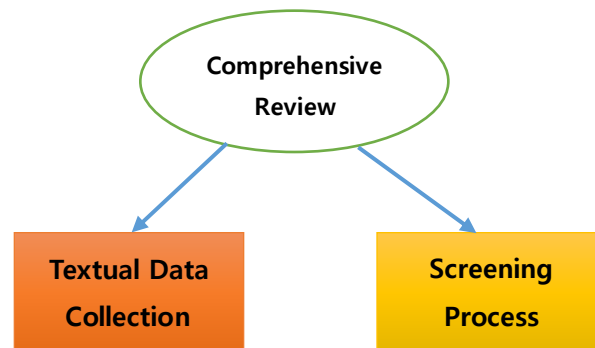 Comprehensive
Review
Textual Data
Collection
Screening
Process